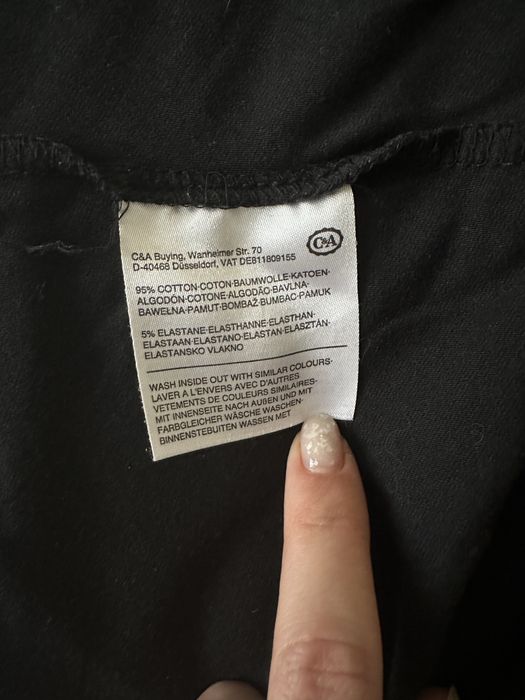 C&A Buying, Wanheimer Str. 70
D-40468 Düsseldorf, VAT DE811809155
C&A
95% COTTON·COTON·BAUMWOLLE·KATOEN·
ALGODÓN·COTONE·ALGODÃO·BAVLNA·
BAWEŁNA·PAMUT·BOMBAŽ·BUMBAC·PAMUK
5% ELASTANE·ELASTHANNE·ELASTHAN·
ELASTAAN·ELASTANO·ELASTAN·ELASZTÁN·
ELASTANSKO VLAKNO
WASH INSIDE OUT WITH SIMILAR COLOURS·
LAVER A L'ENVERS AVEC D'AUTRES
VETEMENTS DE COULEURS SIMILAIRES·
MIT INNENSEITE NACH AUßEN UND MIT
FARBGLEICHER WÄSCHE WASCHEN·
BINNENSTEBUITEN WASSEN MET